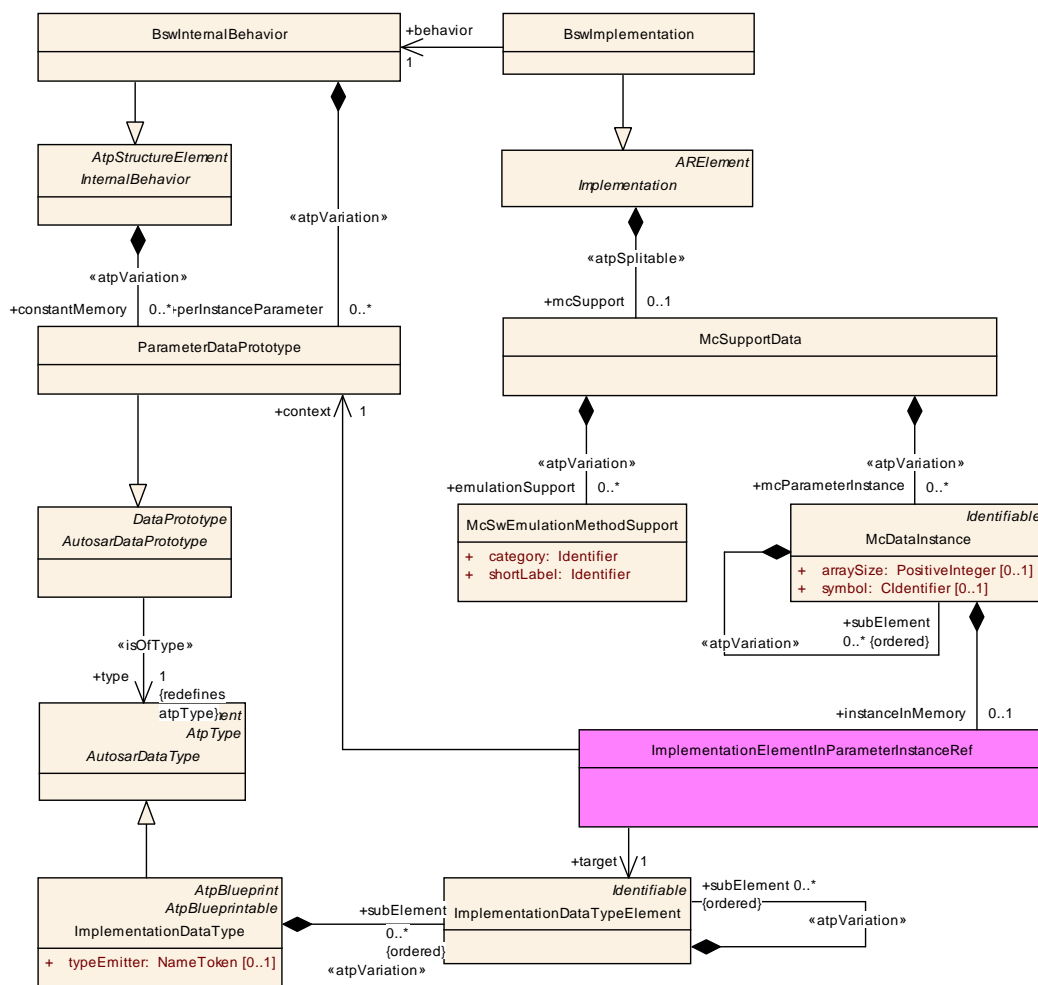 BswInternalBehavior
+behavior
1
BswImplementation
AtpStructureElement
InternalBehavior
ARElement
Implementation
«atpVariation»
«atpVariation»
«atpSplitable»
+constantMemory
0..*
+perInstanceParameter
0..*
+mcSupport
0..1
ParameterDataPrototype
McSupportData
+context
1
«atpVariation»
«atpVariation»
+emulationSupport
0..*
+mcParameterInstance
0..*
DataPrototype
AutosarDataPrototype
McSwEmulationMethodSupport
+ category: Identifier
+ shortLabel: Identifier
Identifiable
McDataInstance
+ arraySize: PositiveInteger [0..1]
+ symbol: CIdentifier [0..1]
+subElement
0..* {ordered}
«atpVariation»
«isOfType»
+type
1
{redefines
atpType}
AtpType
AutosarDataType
+instanceInMemory
0..1
ImplementationElementInParameterInstanceRef
+target
1
AtpBlueprint
AtpBlueprintable
ImplementationDataType
+ typeEmitter: NameToken [0..1]
+subElement
0..*
{ordered}
«atpVariation»
Identifiable
ImplementationDataTypeElement
+subElement 0..*
{ordered}
«atpVariation»